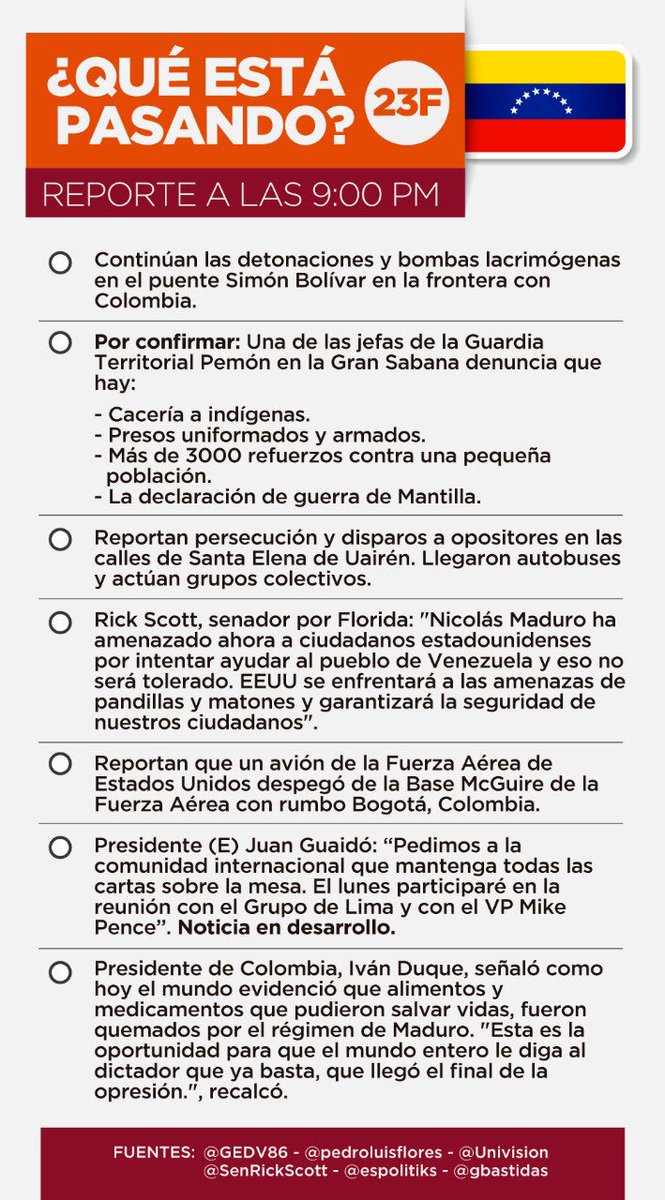 ¿QUÉ ESTÁ
PASANDO?
23F
REPORTE A LAS 9:00 PM
Continúan las detonaciones y bombas lacrimógenas
en el puente Simón Bolívar en la frontera con
Colombia.
Por confirmar: Una de las jefas de la Guardia
Territorial Pemón en la Gran Sabana denuncia que
hay:
- Cacería a indígenas.
- Presos uniformados y armados.
- Más de 3000 refuerzos contra una pequeña
población.
- La declaración de guerra de Mantilla.
Reportan persecución y disparos a opositores en las
calles de Santa Elena de Uairén. Llegaron autobuses
y actúan grupos colectivos.
Rick Scott, senador por Florida: "Nicolás Maduro ha
amenazado ahora a ciudadanos estadounidenses
por intentar ayudar al pueblo de Venezuela y eso no
será tolerado. EEUU se enfrentará a las amenazas de
pandillas y matones y garantizará la seguridad de
nuestros ciudadanos".
Reportan que un avión de la Fuerza Aérea de
Estados Unidos despegó de la Base McGuire de la
Fuerza Aérea con rumbo Bogotá, Colombia.
Presidente (E) Juan Guaidó: “Pedimos a la
comunidad internacional que mantenga todas las
cartas sobre la mesa. El lunes participaré en la
reunión con el Grupo de Lima y con el VP Mike
Pence”. Noticia en desarrollo.
Presidente de Colombia, Iván Duque, señaló como
hoy el mundo evidenció que alimentos y
medicamentos que pudieron salvar vidas, fueron
quemados por el régimen de Maduro. "Esta es la
oportunidad para que el mundo entero le diga al
dictador que ya basta, que llegó el final de la
opresión.", recalcó.
FUENTES: @GEDV86 - @pedroluisflores - @Univision
@SenRickScott - @espolitiks - @gbastidas